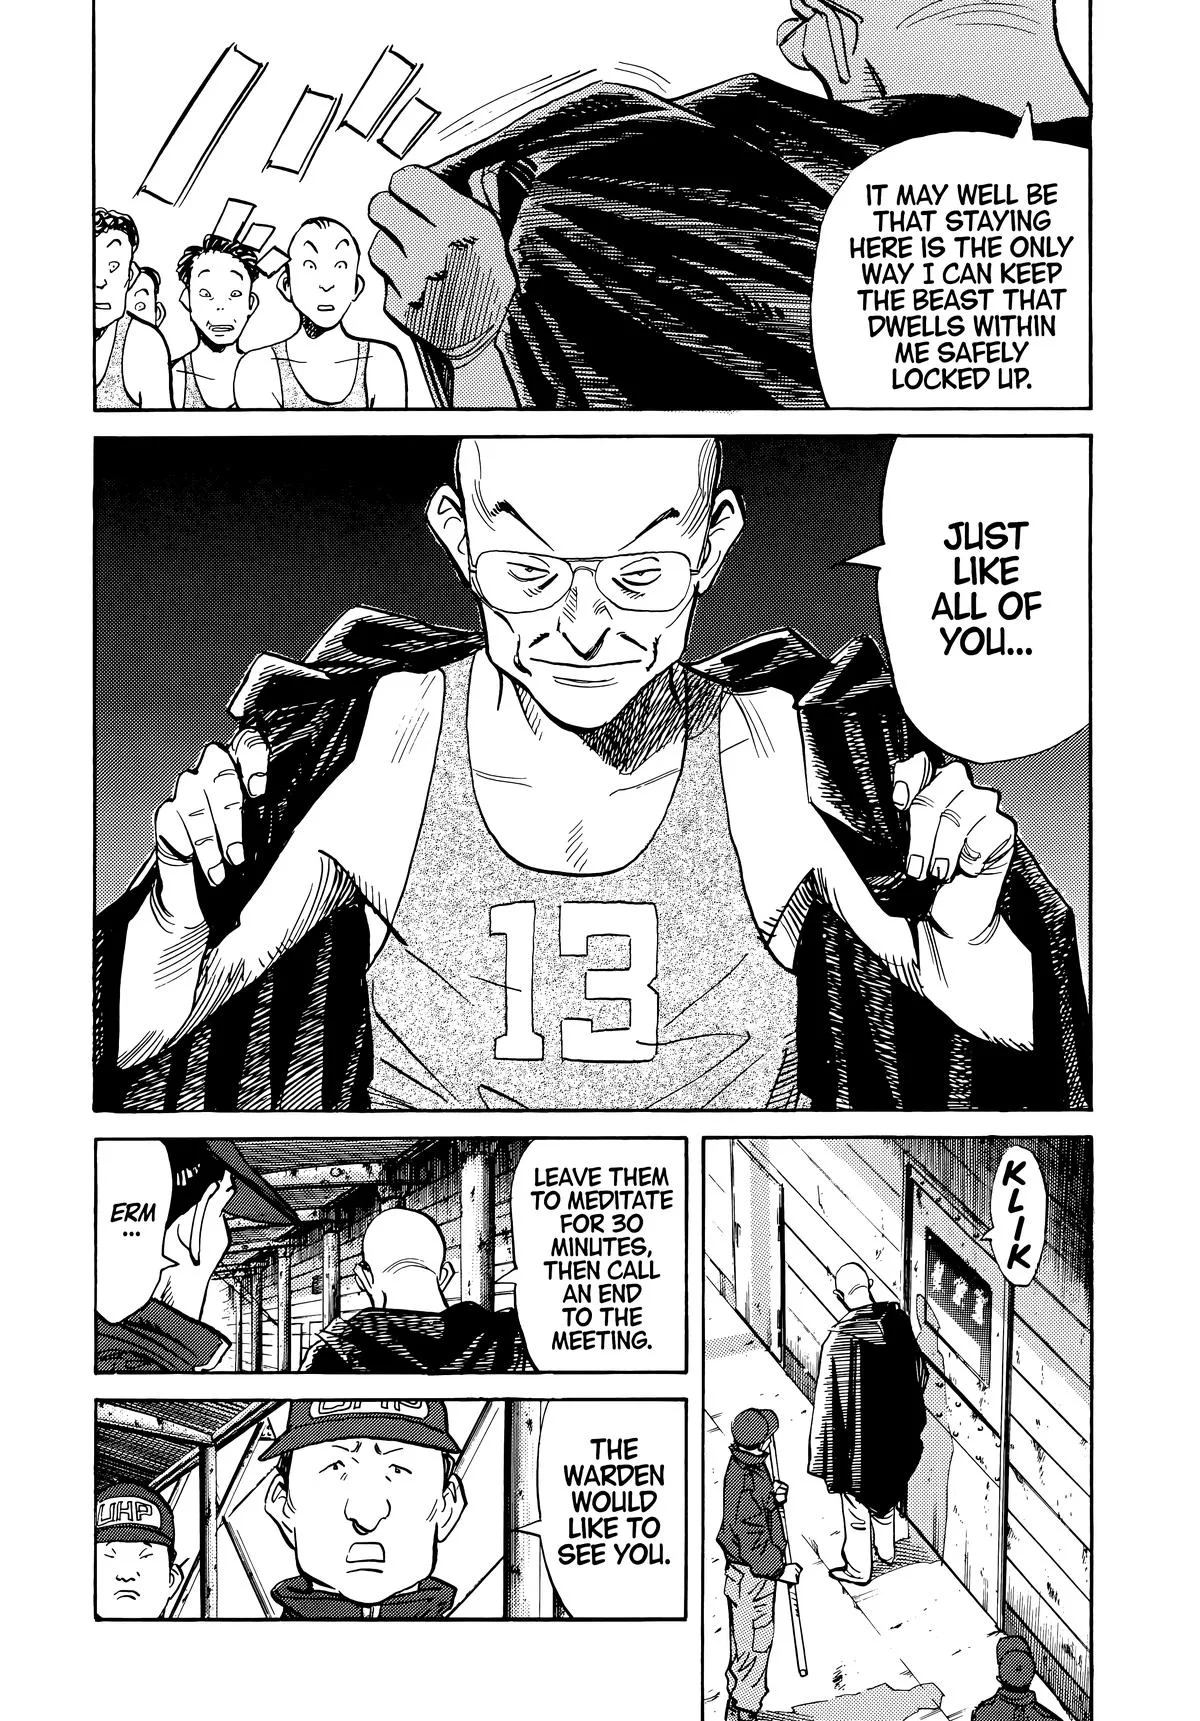 IT MAY WELL BE
THAT STAYING
HERE IS THE ONLY
WAY I CAN KEEP
THE BEAST THAT
DWELLS WITHIN
ME SAFELY
LOCKED UP.
JUST
LIKE
ALL OF
YOU...
13
KLIK
LEAVE THEM
TO MEDITATE
FOR 30
MINUTES,
THEN CALL
AN END
TO THE
MEETING.
ERM
...
UHP
UHP
THE
WARDEN
WOULD
LIKE TO
SEE YOU.